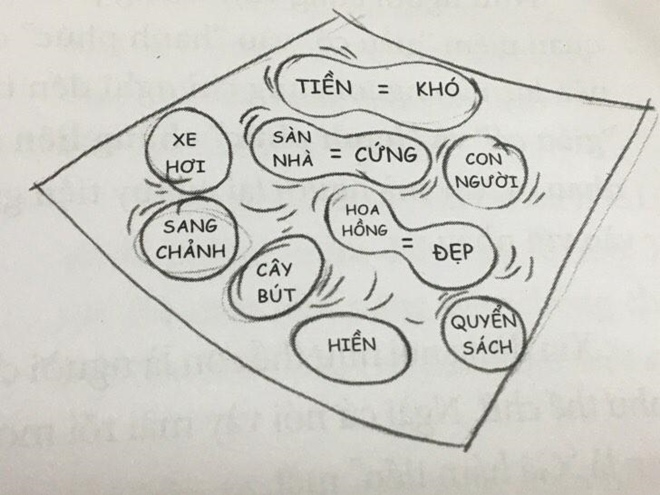 TIỀN = KHÓ
XE
HƠI
SÀN
NHÀ = CỨNG
CON
NGƯỜI
HOA
HỒNG
= ĐẸP
SANG
CHẢNH
CÂY
BÚT
HIỀN
QUYỂN
SÁCH